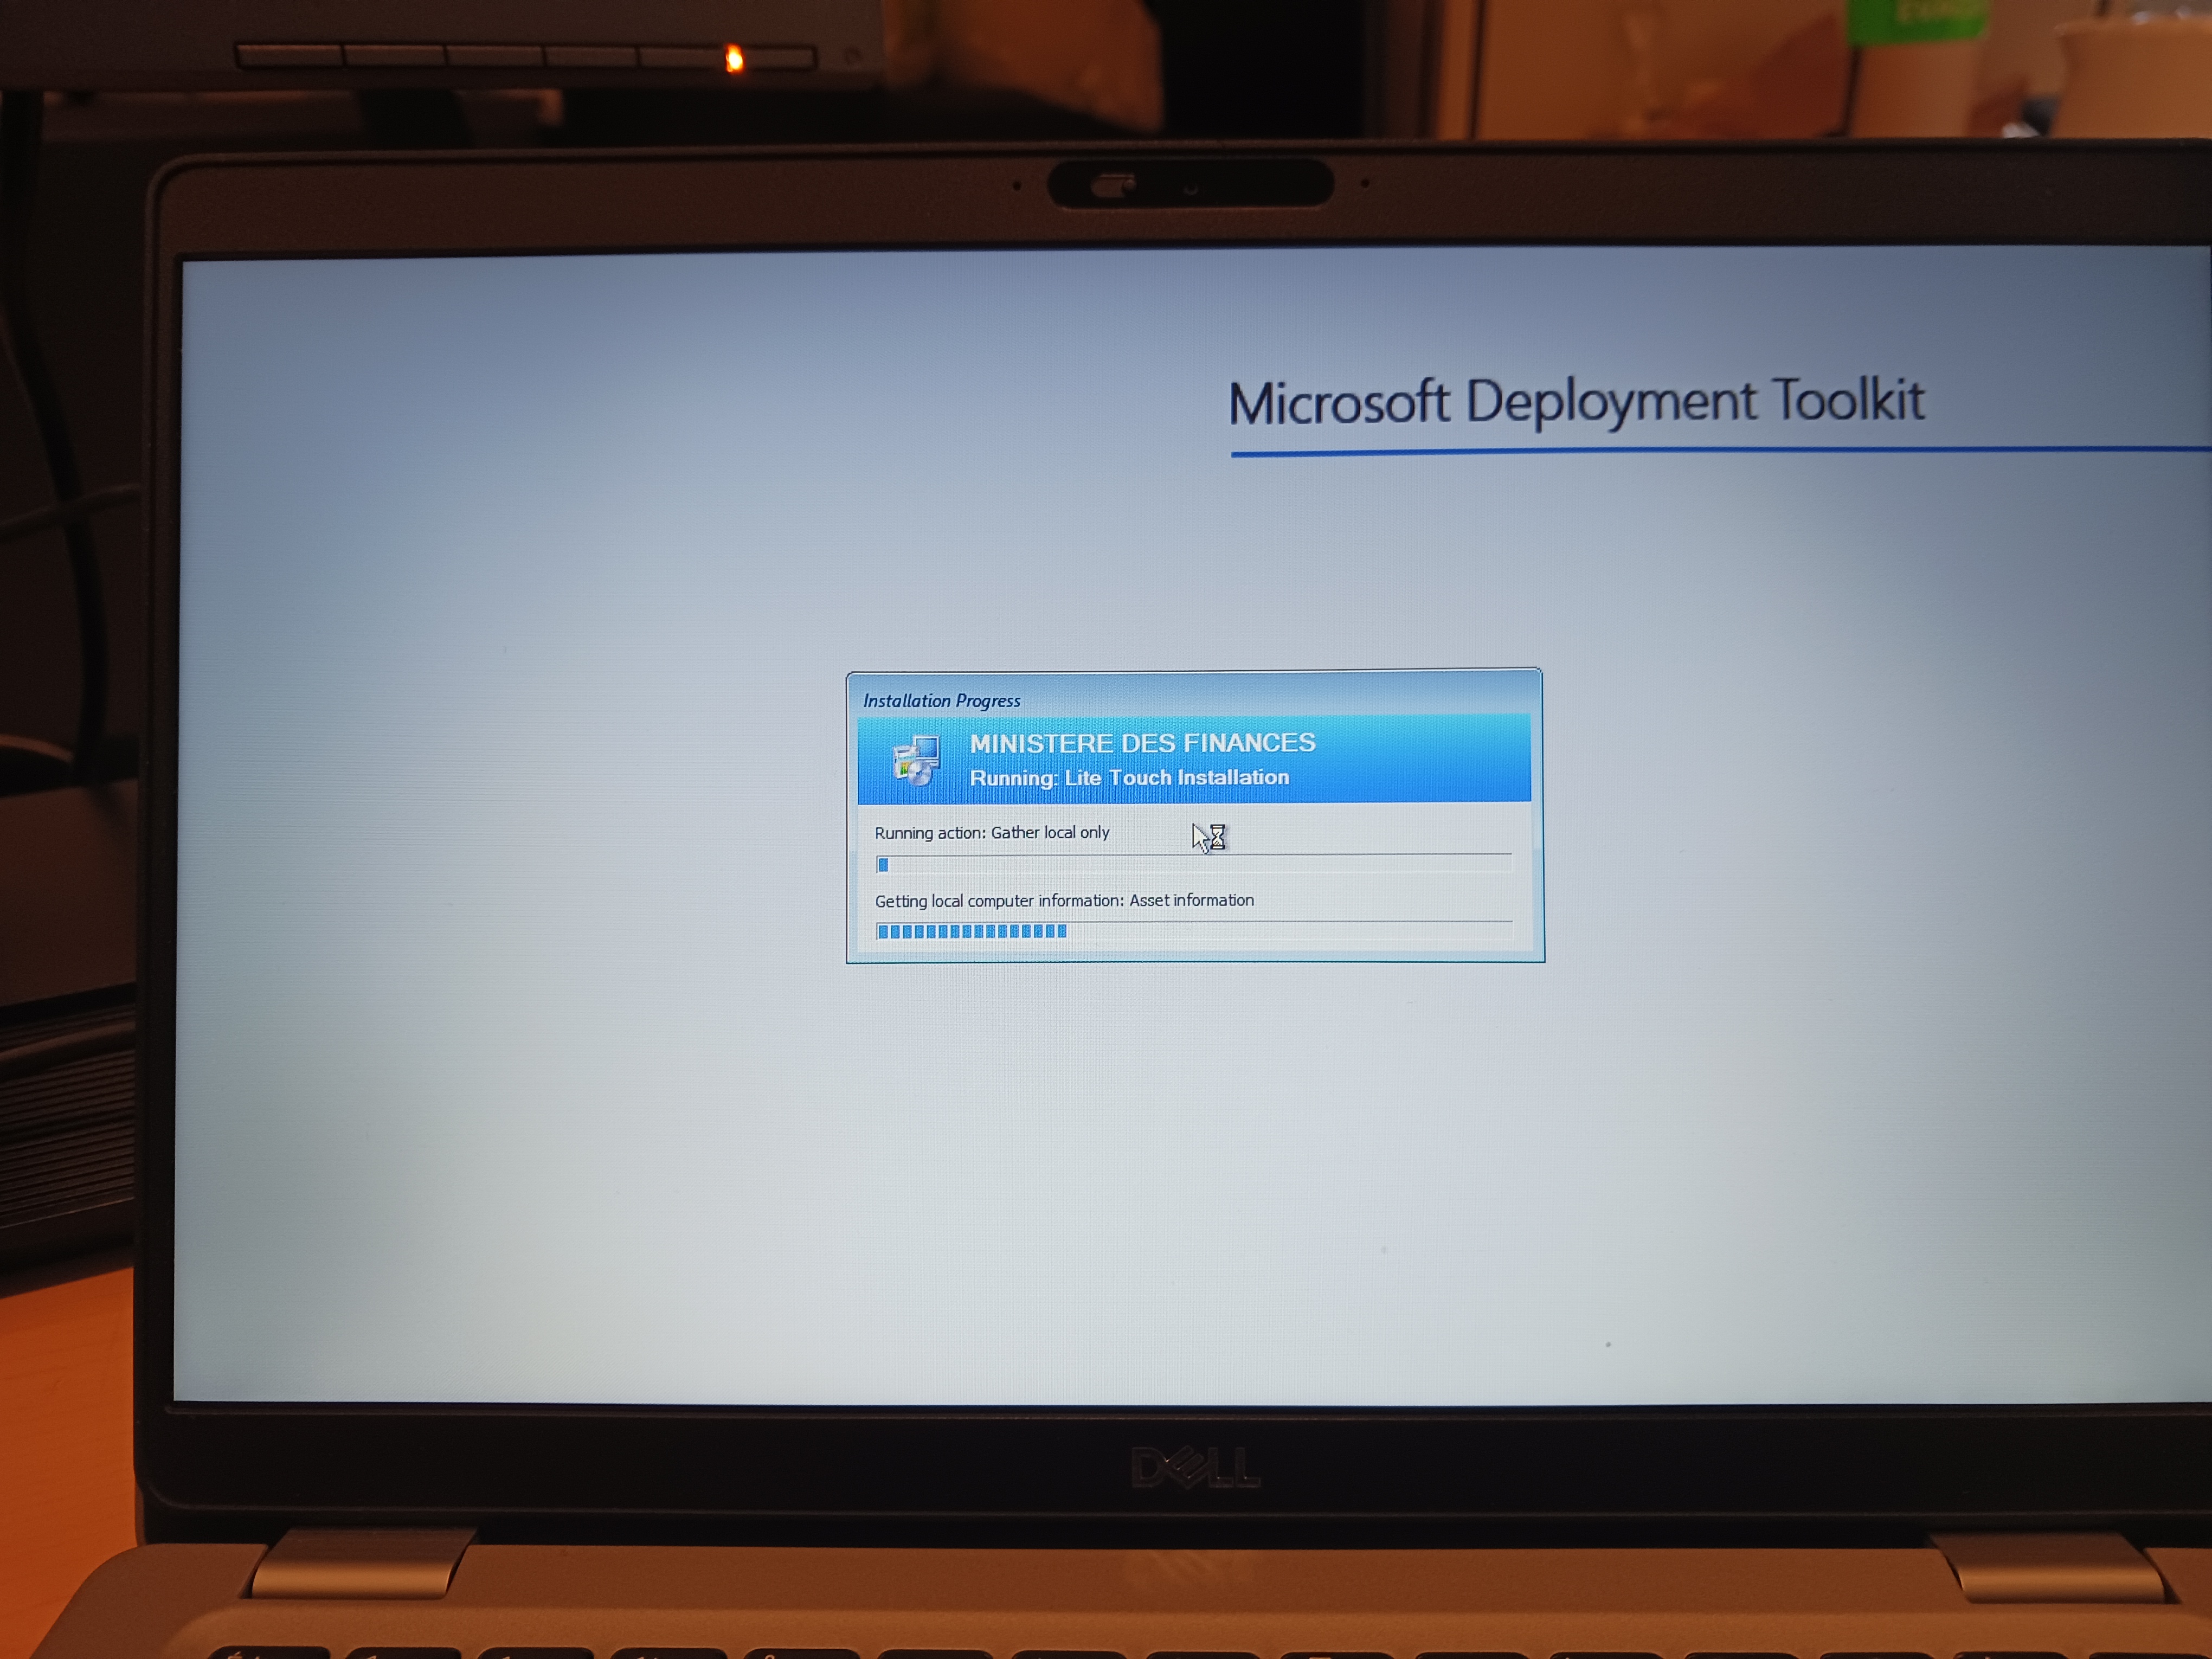 Microsoft Deployment Toolkit
Installation Progress
MINISTERE DES FINANCES
Running: Lite Touch Installation
Running action: Gather local only
Getting local computer information: Asset information
DELL